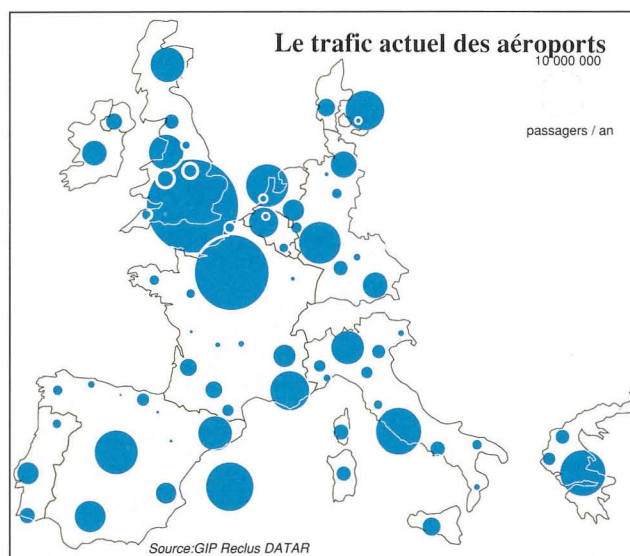 Le trafic actuel des aéroports
10 000 000
passagers / an
Source:GIP Reclus DATAR